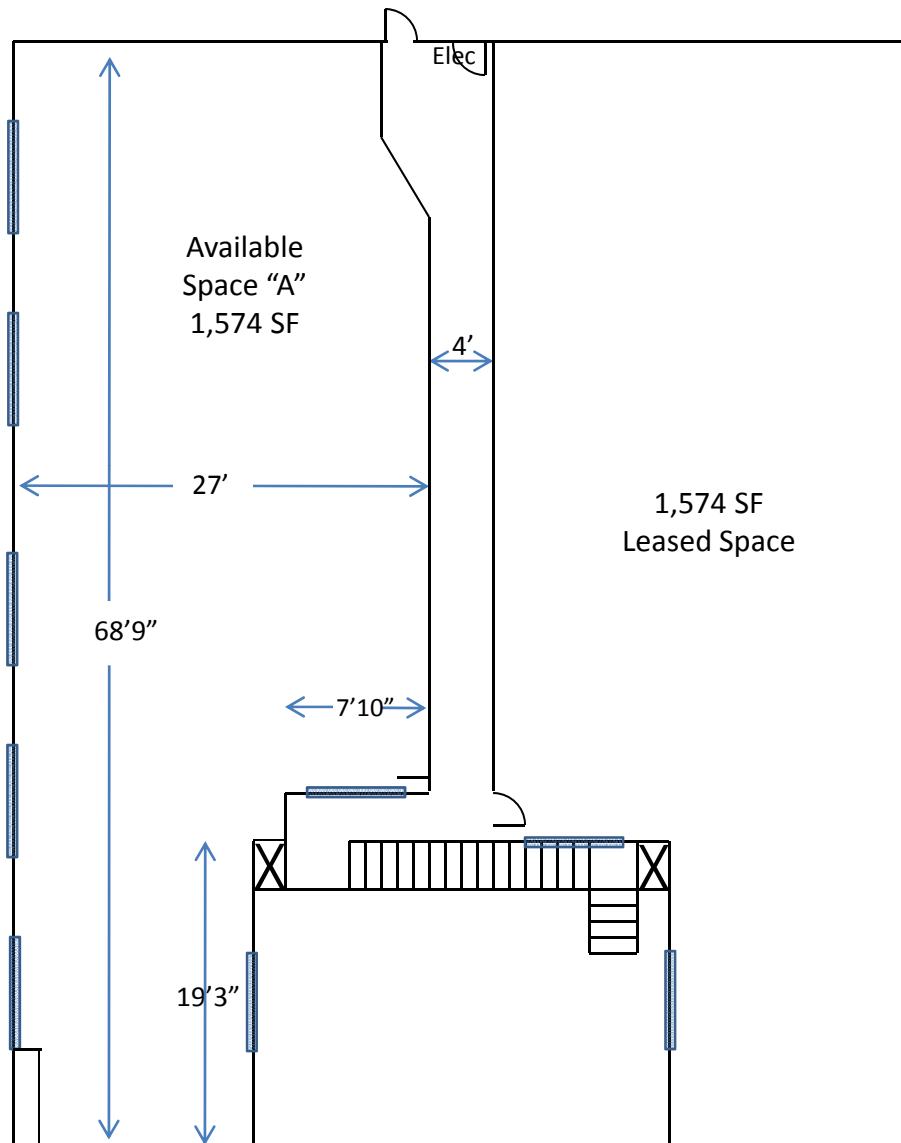 Elec
Available
Space “A”
1,574 SF
4’
27’
1,574 SF
Leased Space
68’9”
7’10”
19’3”